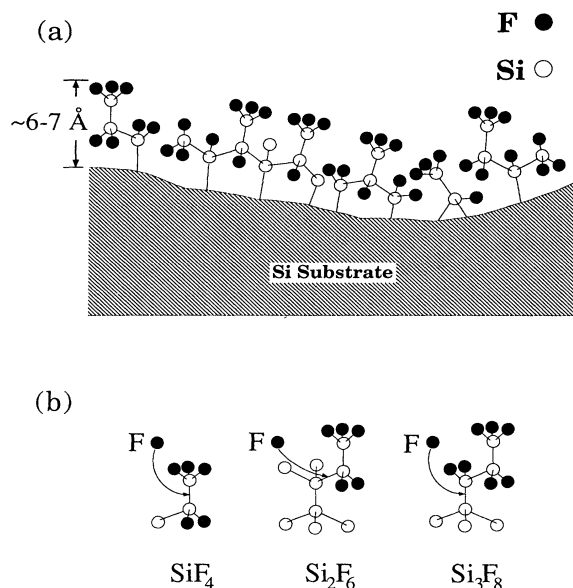 (a)
F
Si
~6-7 Å
Si Substrate
(b)
F F F
SiF₄ Si₂F₆ Si₃F₈